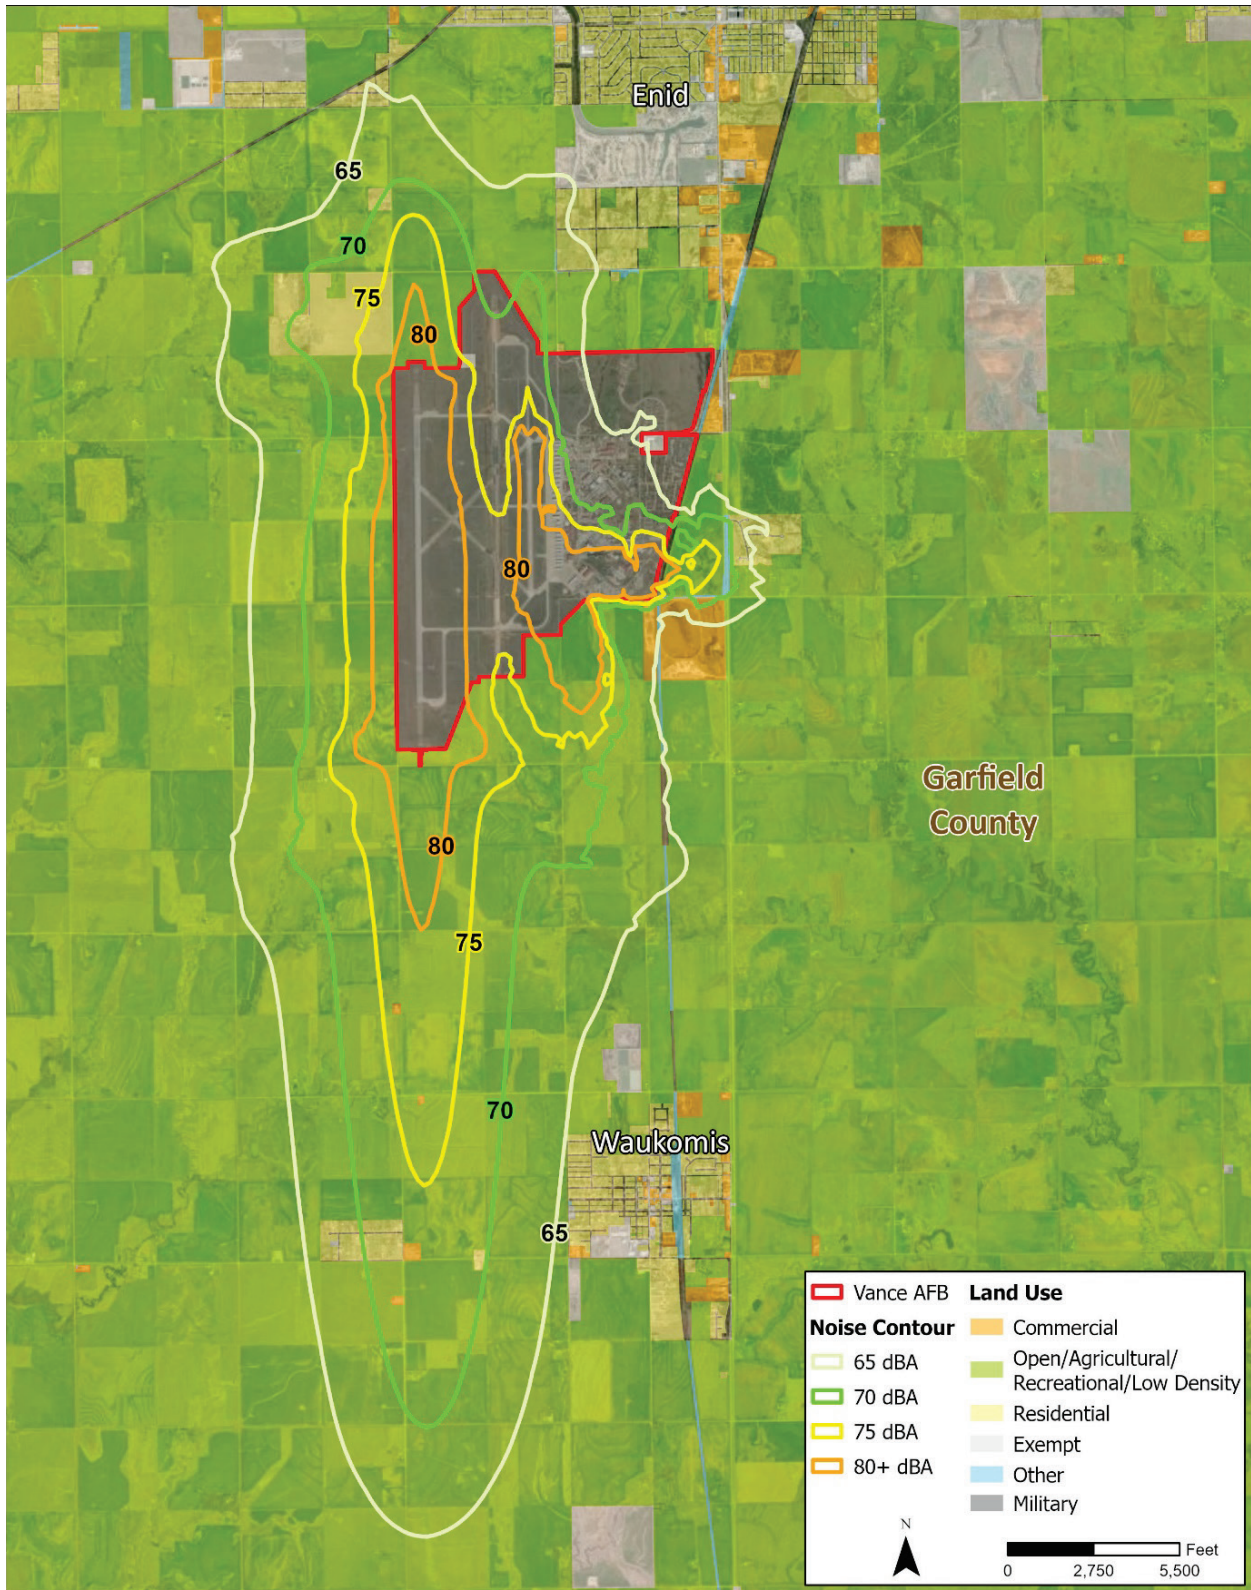 Enid
65
70
75
80
80
Garfield
County
80
75
70
Waukomis
65
Vance AFB
Noise Contour
65 dBA
70 dBA
75 dBA
80+ dBA
Land Use
Commercial
Open/Agricultural/
Recreational/Low Density
Residential
Exempt
Other
Military
N
Feet
0 2,750 5,500